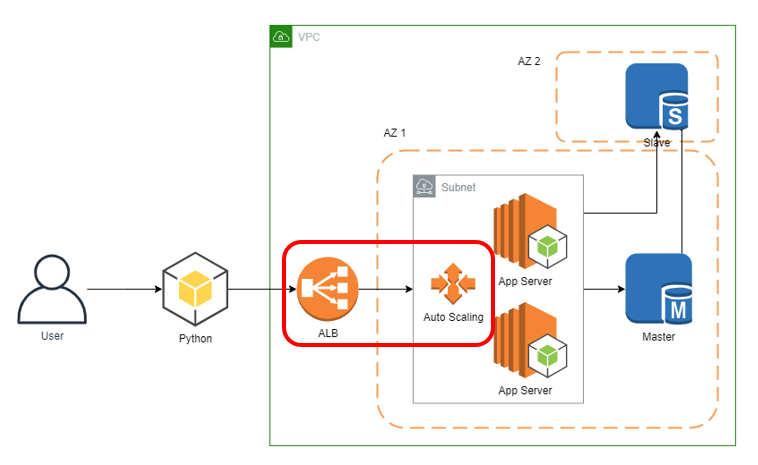 VPC
AZ 2
S
Slave
AZ 1
Subnet
App Server
User
Python
ALB
Auto Scaling
M
Master
App Server